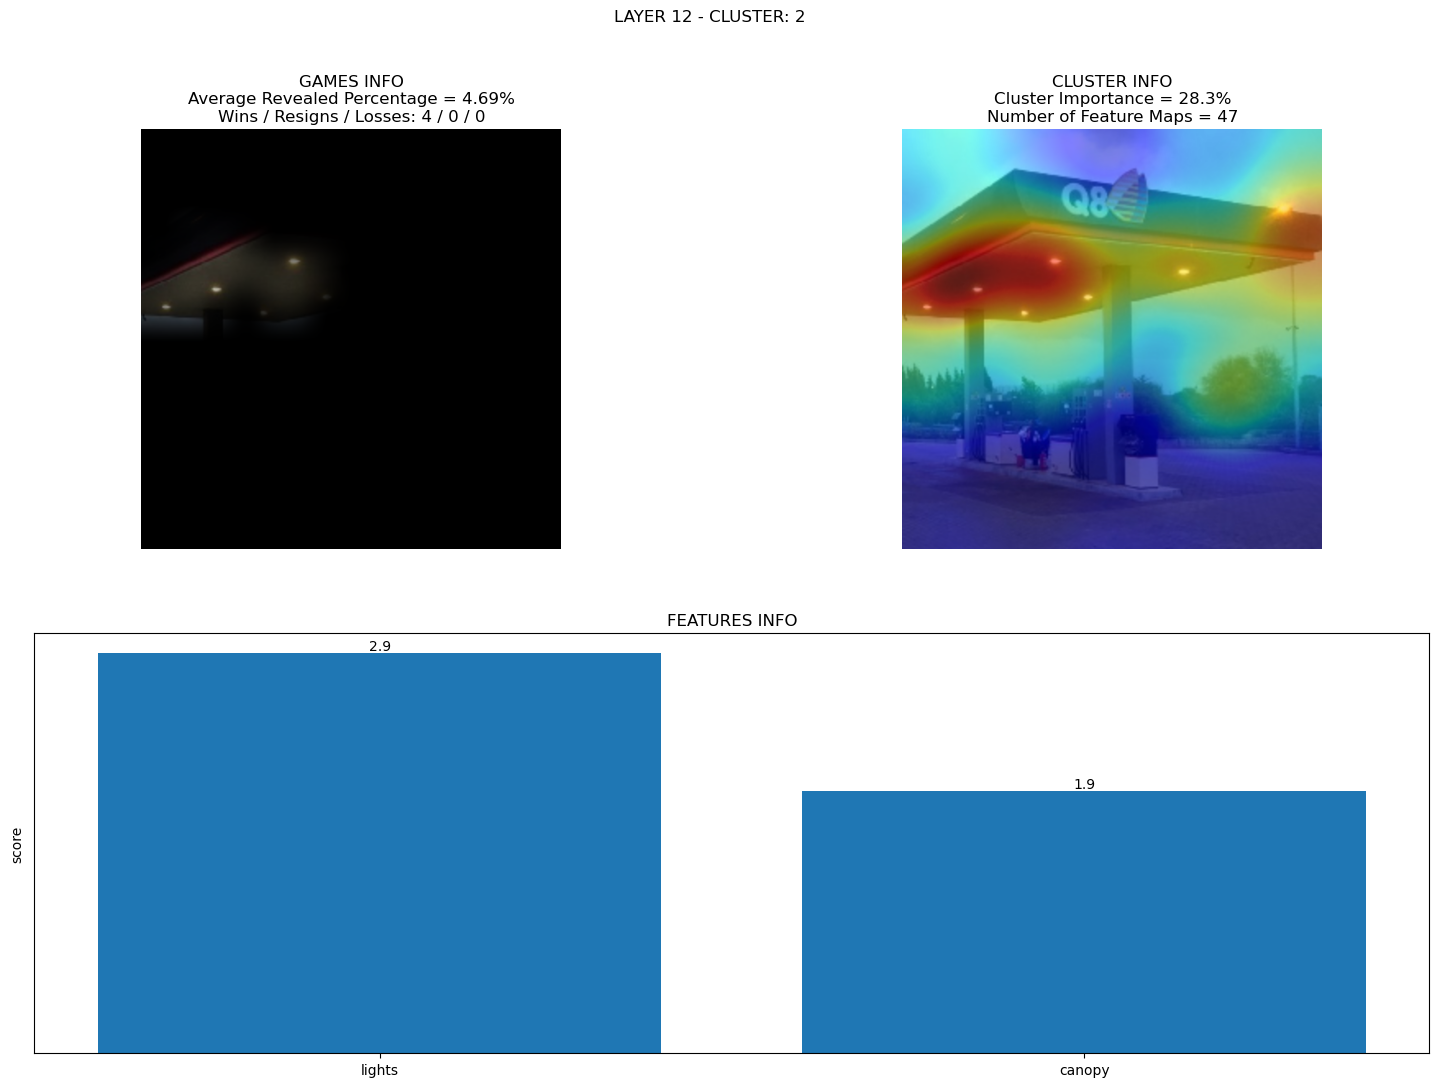 LAYER 12 - CLUSTER: 2
GAMES INFO
Average Revealed Percentage = 4.69%
Wins / Resigns / Losses: 4 / 0 / 0
CLUSTER INFO
Cluster Importance = 28.3%
Number of Feature Maps = 47
Q8
FEATURES INFO
2.9
1.9
score
lights
canopy